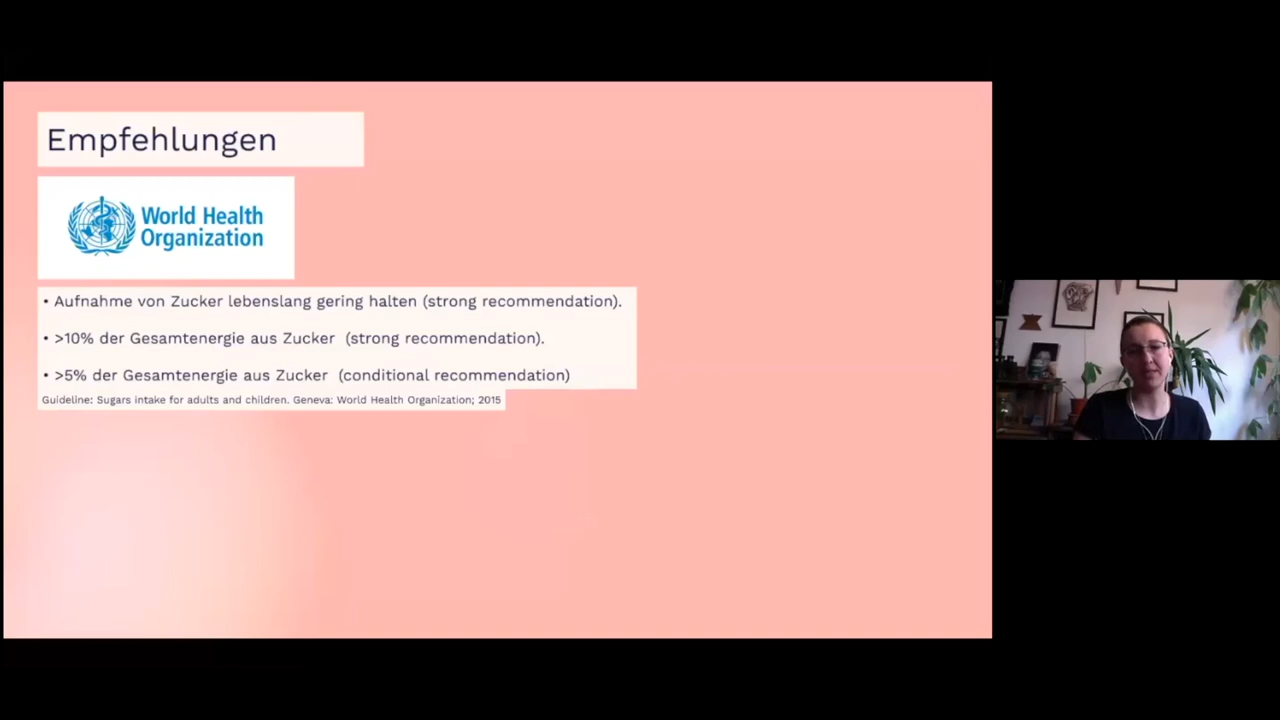 Empfehlungen
World Health
Organization
• Aufnahme von Zucker lebenslang gering halten (strong recommendation).
• >10% der Gesamtenergie aus Zucker (strong recommendation).
• >5% der Gesamtenergie aus Zucker (conditional recommendation)
Guideline: Sugars intake for adults and children. Geneva: World Health Organization; 2015